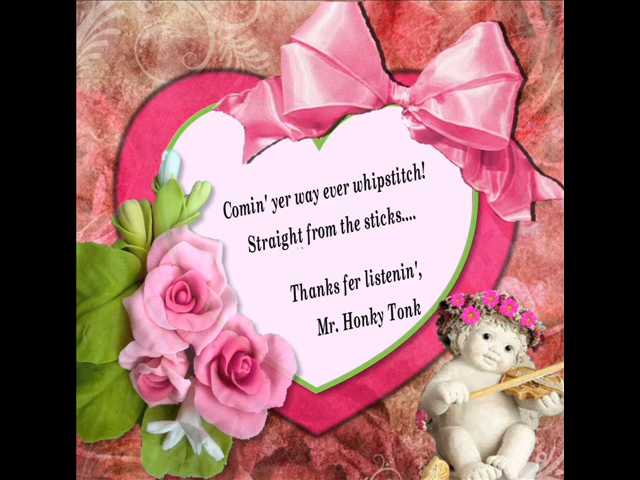 Comin' yer way ever whipstitch!
Straight from the sticks....
Thanks fer listenin',
Mr. Honky Tonk